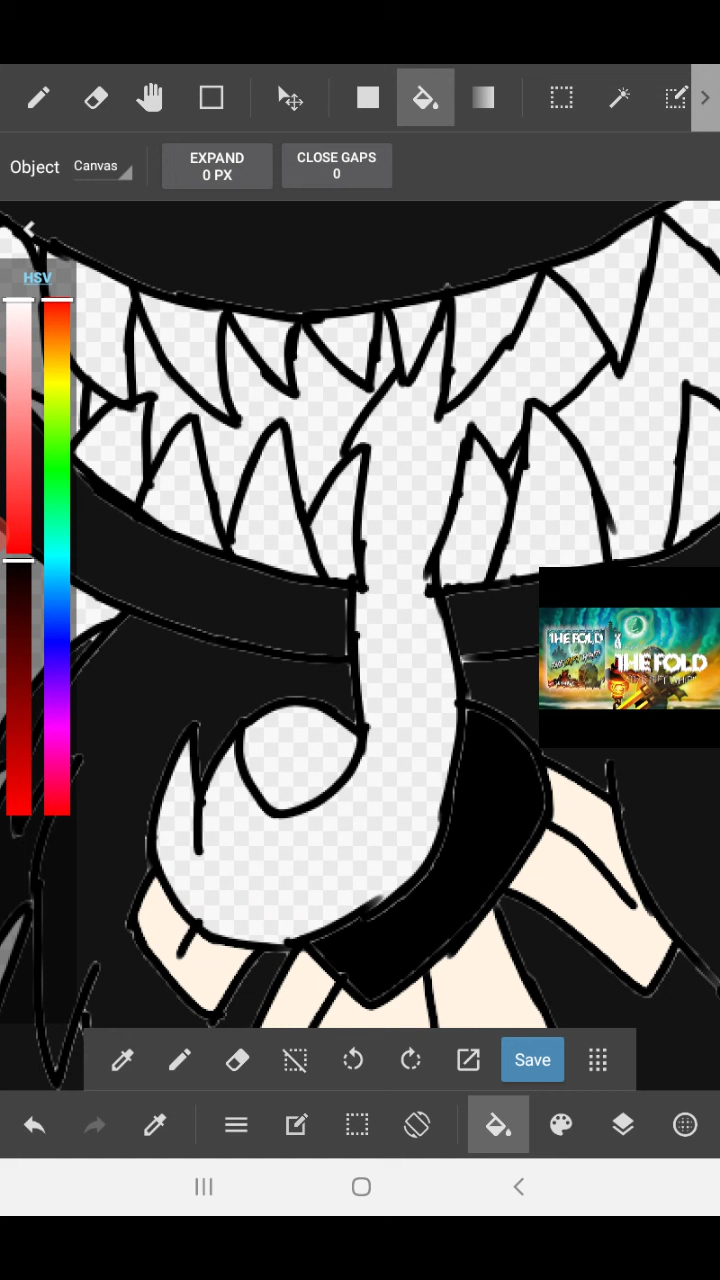 Object
Canvas
EXPAND
0 PX
CLOSE GAPS
0
HSV
THE FOLD
THE FOLD
Save